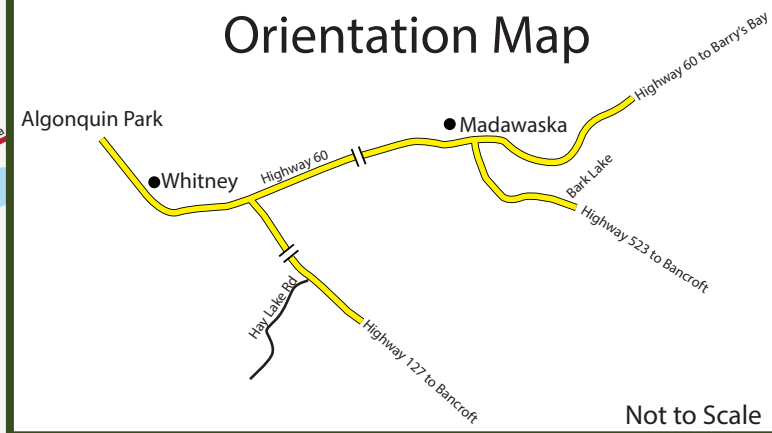 Orientation Map
Highway 60 to Barry's Bay
Algonquin Park
Madawaska
Whitney
Highway 60
Bark Lake
Highway 523 to Bancroft
Hay Lake Rd
Highway 127 to Bancroft
Not to Scale